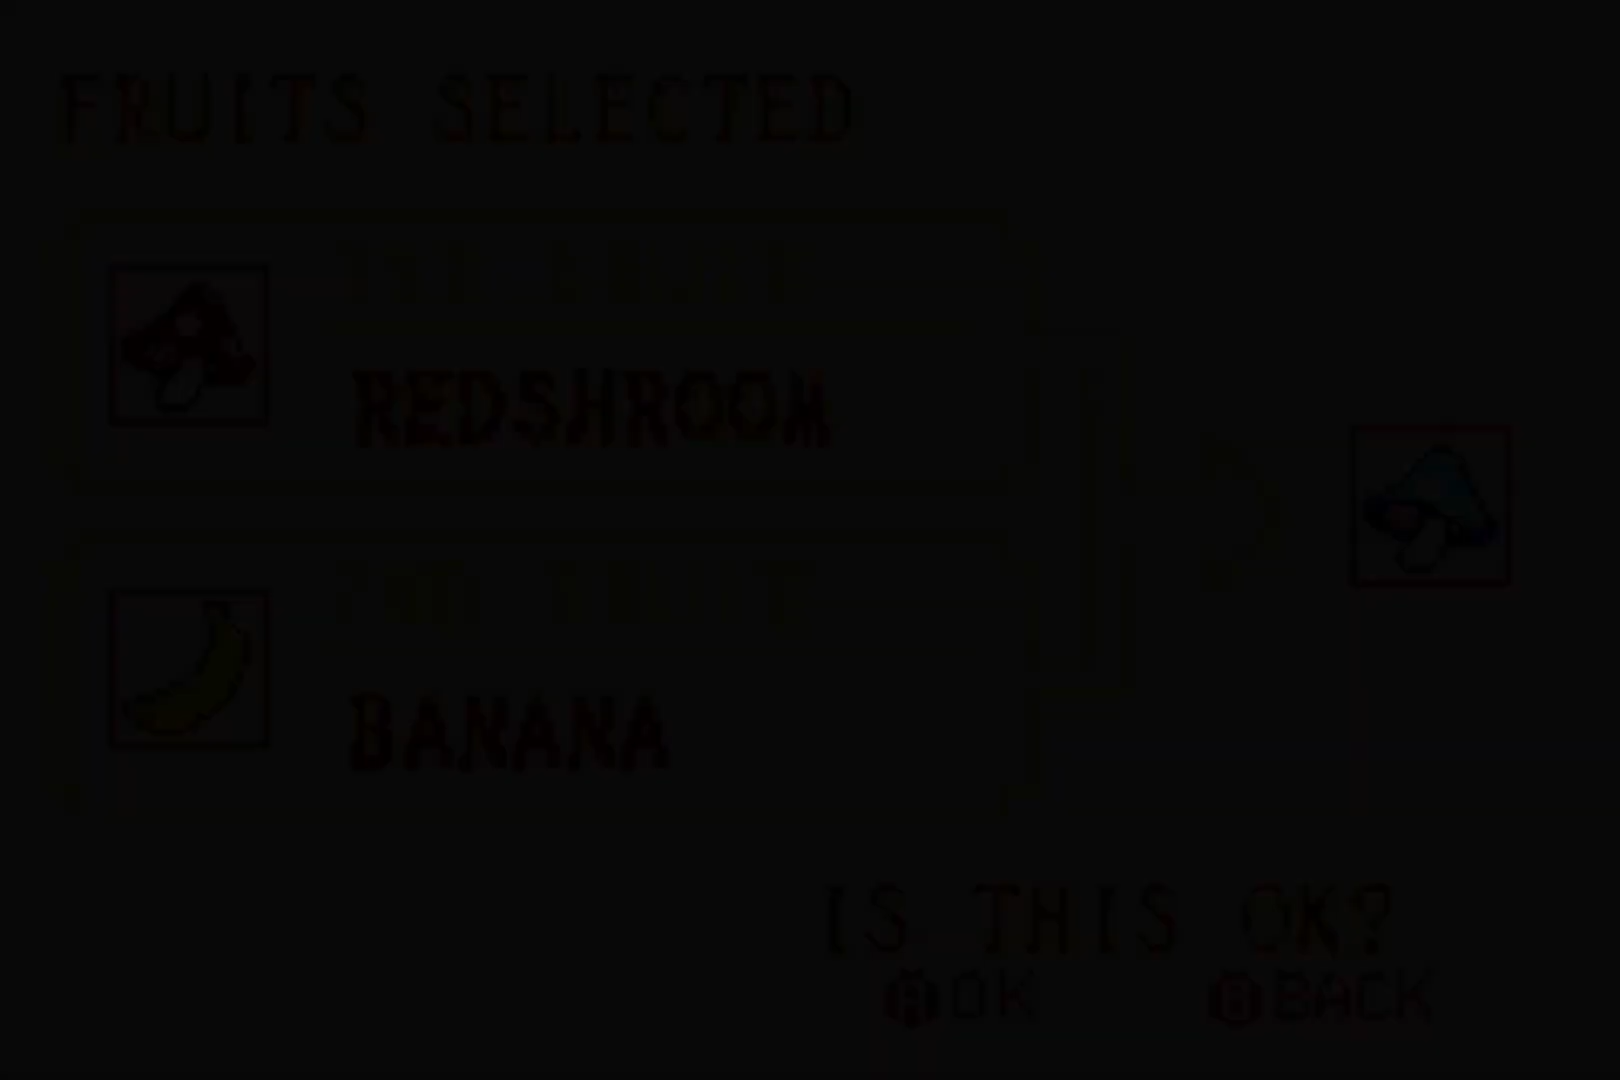 FRUITS SELECTED
REDSHROOM
BANANA
IS THIS OK?
OK BACK